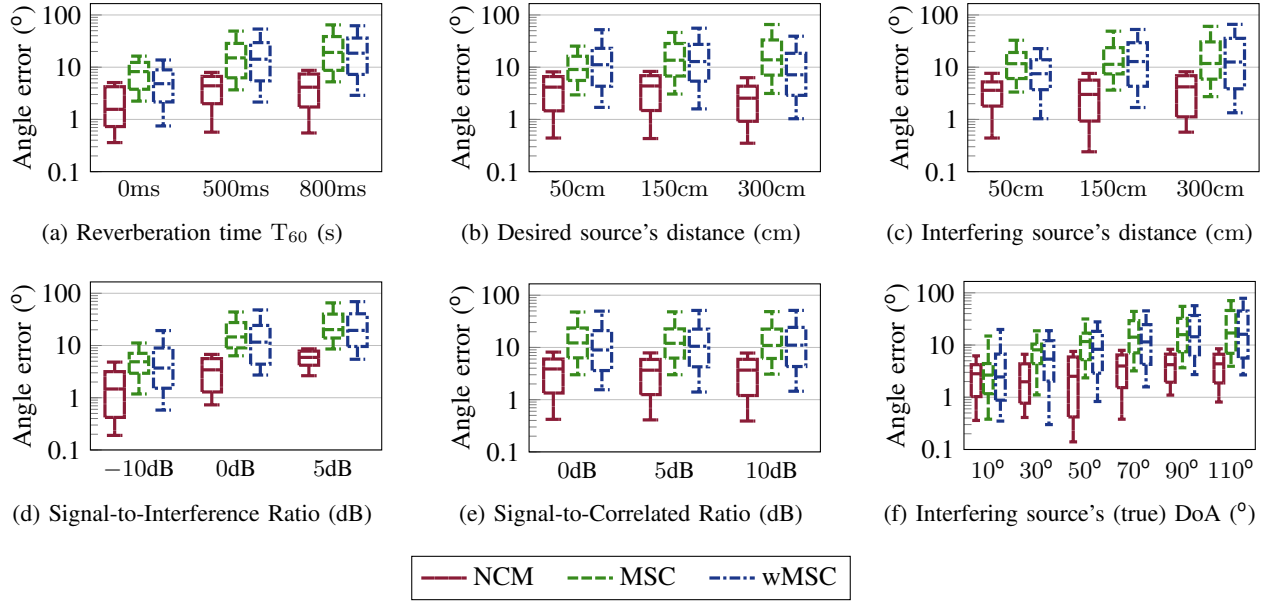 Angle error (º)
100
10
1
0.1
0ms 500ms 800ms
(a) Reverberation time T₆₀ (s)
Angle error (º)
100
10
1
0.1
50cm 150cm 300cm
(b) Desired source's distance (cm)
Angle error (º)
100
10
1
0.1
50cm 150cm 300cm
(c) Interfering source's distance (cm)
Angle error (º)
100
10
1
0.1
−10dB 0dB 5dB
(d) Signal-to-Interference Ratio (dB)
Angle error (º)
100
10
1
0.1
0dB 5dB 10dB
(e) Signal-to-Correlated Ratio (dB)
Angle error (º)
100
10
1
0.1
10º 30º 50º 70º 90º 110º
(f) Interfering source's (true) DoA (º)
NCM MSC wMSC